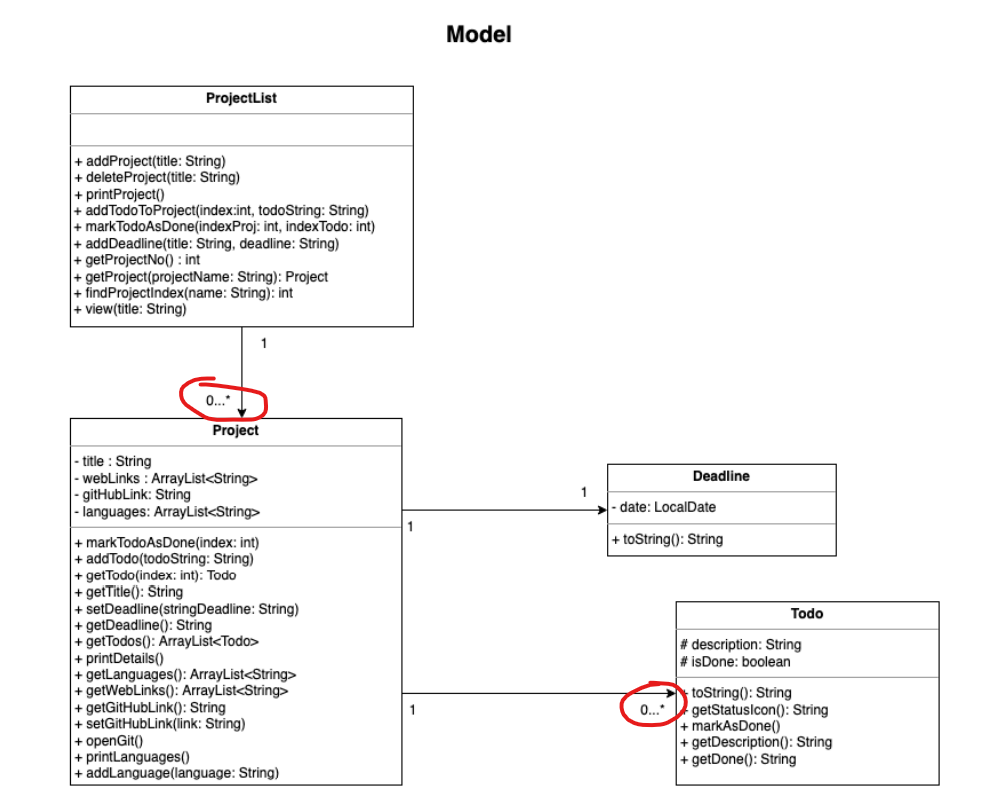 Model
ProjectList
+ addProject(title: String)
+ deleteProject(title: String)
+ printProject()
+ addTodoToProject(index:int, todoString: String)
+ markTodoAsDone(indexProj: int, indexTodo: int)
+ addDeadline(title: String, deadline: String)
+ getProjectNo() : int
+ getProject(projectName: String): Project
+ findProjectIndex(name: String): int
+ view(title: String)
1
0...*
Project
- title : String
- webLinks : ArrayList<String>
- gitHubLink: String
- languages: ArrayList<String>
+ markTodoAsDone(index: int)
+ addTodo(todoString: String)
+ getTodo(index: int): Todo
+ getTitle(): String
+ setDeadline(stringDeadline: String)
+ getDeadline(): String
+ getTodos(): ArrayList<Todo>
+ printDetails()
+ getLanguages(): ArrayList<String>
+ getWebLinks(): ArrayList<String>
+ getGitHubLink(): String
+ setGitHubLink(link: String)
+ openGit()
+ printLanguages()
+ addLanguage(language: String)
1
1
Deadline
- date: LocalDate
+ toString(): String
1
0...*
Todo
# description: String
# isDone: boolean
+ toString(): String
+ getStatusIcon(): String
+ markAsDone()
+ getDescription(): String
+ getDone(): String